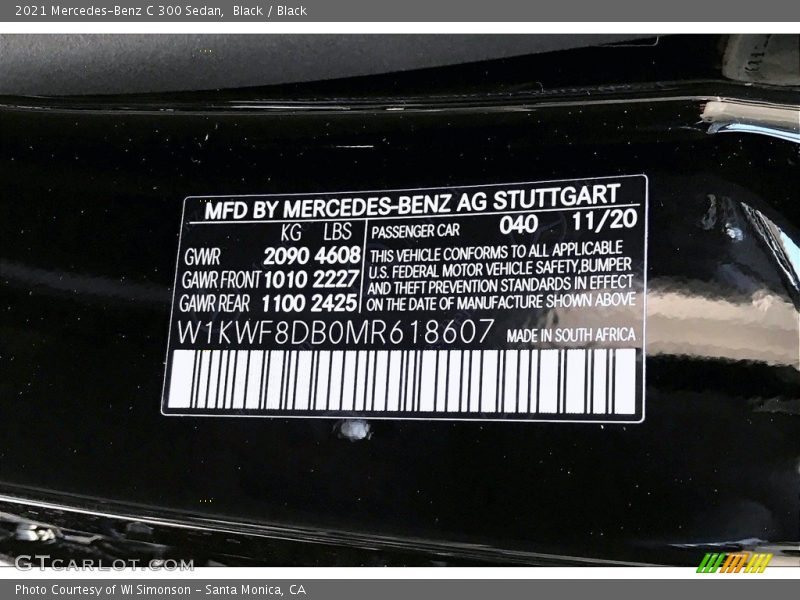 2021 Mercedes-Benz C 300 Sedan,  Black / Black
MFD BY MERCEDES-BENZ AG STUTTGART
KG LBS PASSENGER CAR 040 11/20
GWR 2090 4608 THIS VEHICLE CONFORMS TO ALL APPLICABLE
GAWR FRONT 1010 2227 U.S. FEDERAL MOTOR VEHICLE SAFETY,BUMPER
AND THEFT PREVENTION STANDARDS IN EFFECT
GAWR REAR 1100 2425 ON THE DATE OF MANUFACTURE SHOWN ABOVE
W1KWF8DB0MR618607 MADE IN SOUTH AFRICA
GTCARLOT.COM
Photo Courtesy of WI Simonson - Santa Monica, CA